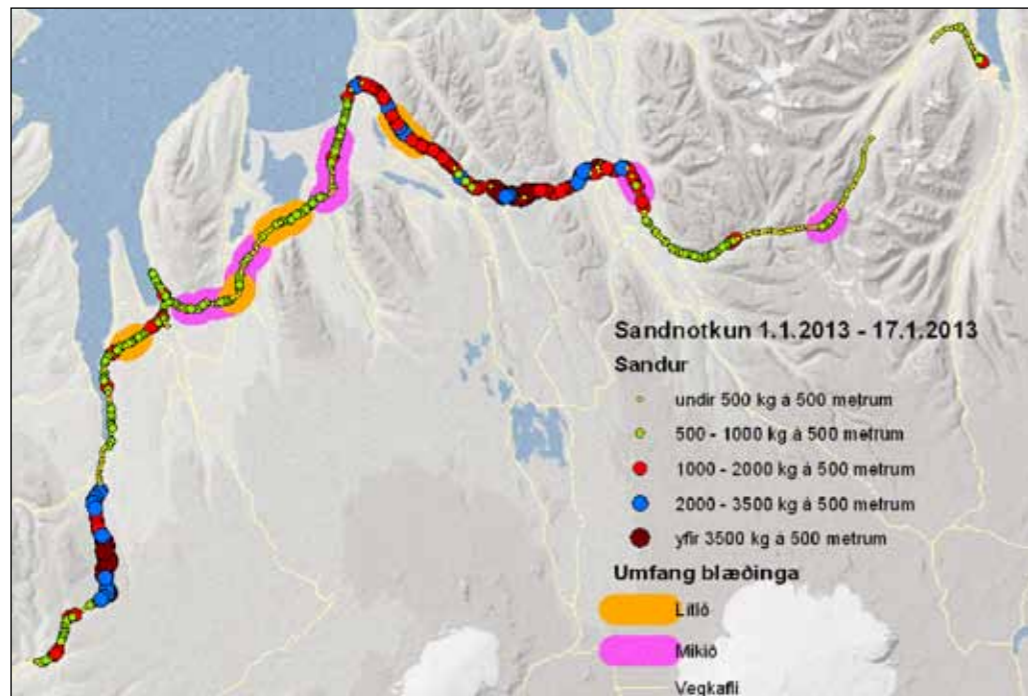 Sandnotkun 1.1.2013 - 17.1.2013
Sandur
undir 500 kg á 500 metrum
500 - 1000 kg á 500 metrum
1000 - 2000 kg á 500 metrum
2000 - 3500 kg á 500 metrum
yfir 3500 kg á 500 metrum
Umfang blæðinga
Lítið
Mikið
Vegkafli